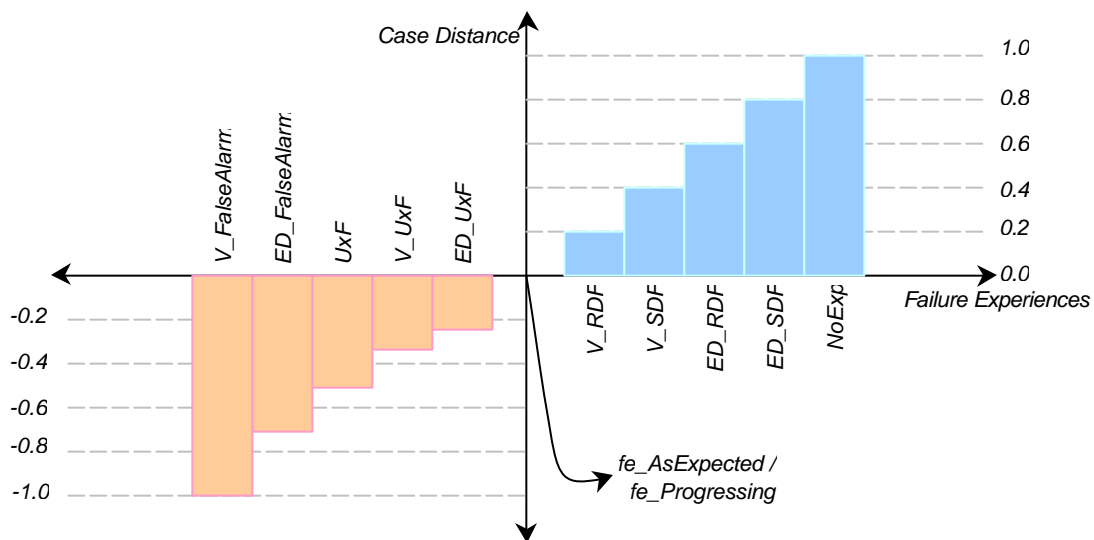 Case Distance
1.0
0.8
0.6
0.4
0.2
0.0
Failure Experiences
V_FalseAlarm
ED_FalseAlarm
UxF
V_UxF
ED_UxF
V_RDF
V_SDF
ED_RDF
ED_SDF
NoExp
-0.2
-0.4
-0.6
-0.8
-1.0
fe_AsExpected /
fe_Progressing